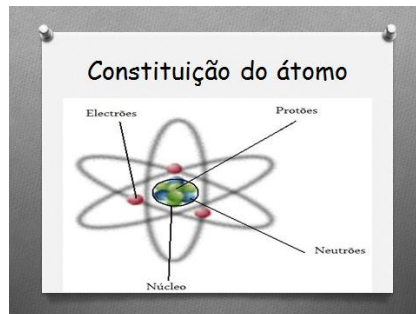 Constituição do átomo
Electrões
Protões
Neutrões
Núcleo